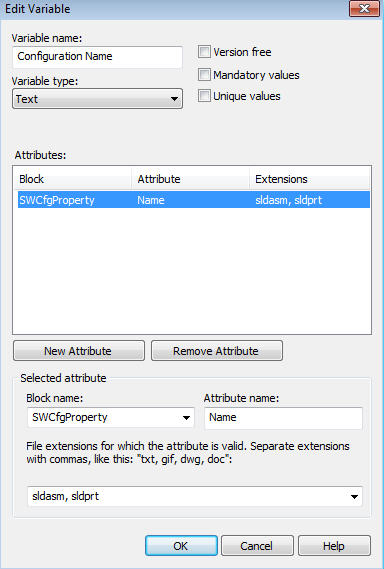 Edit Variable
Variable name:
Configuration Name
Version free
Mandatory values
Variable type:
Text
Unique values
Attributes:
Block Attribute Extensions
SWCfgProperty Name sldasm, sldprt
New Attribute Remove Attribute
Selected attribute
Block name: Attribute name:
SWCfgProperty Name
File extensions for which the attribute is valid. Separate extensions
with commas, like this: "txt, gif, dwg, doc":
sldasm, sldprt
OK Cancel Help